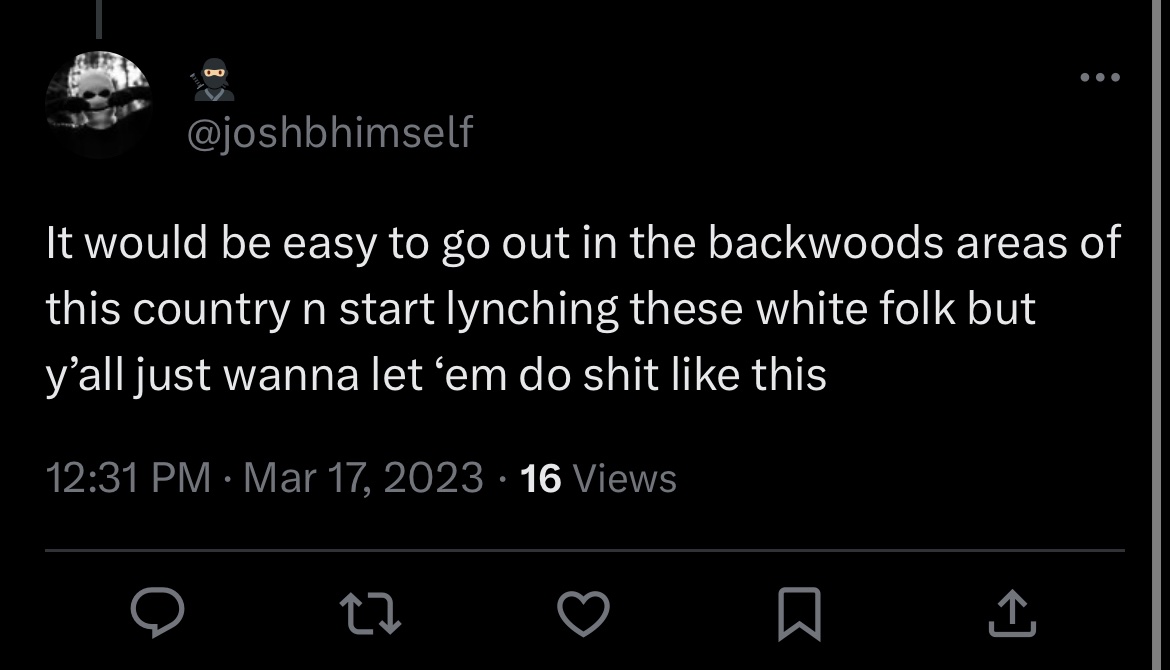 @joshbhimself
It would be easy to go out in the backwoods areas of
this country n start lynching these white folk but
y’all just wanna let ‘em do shit like this
12:31 PM · Mar 17, 2023 · 16 Views